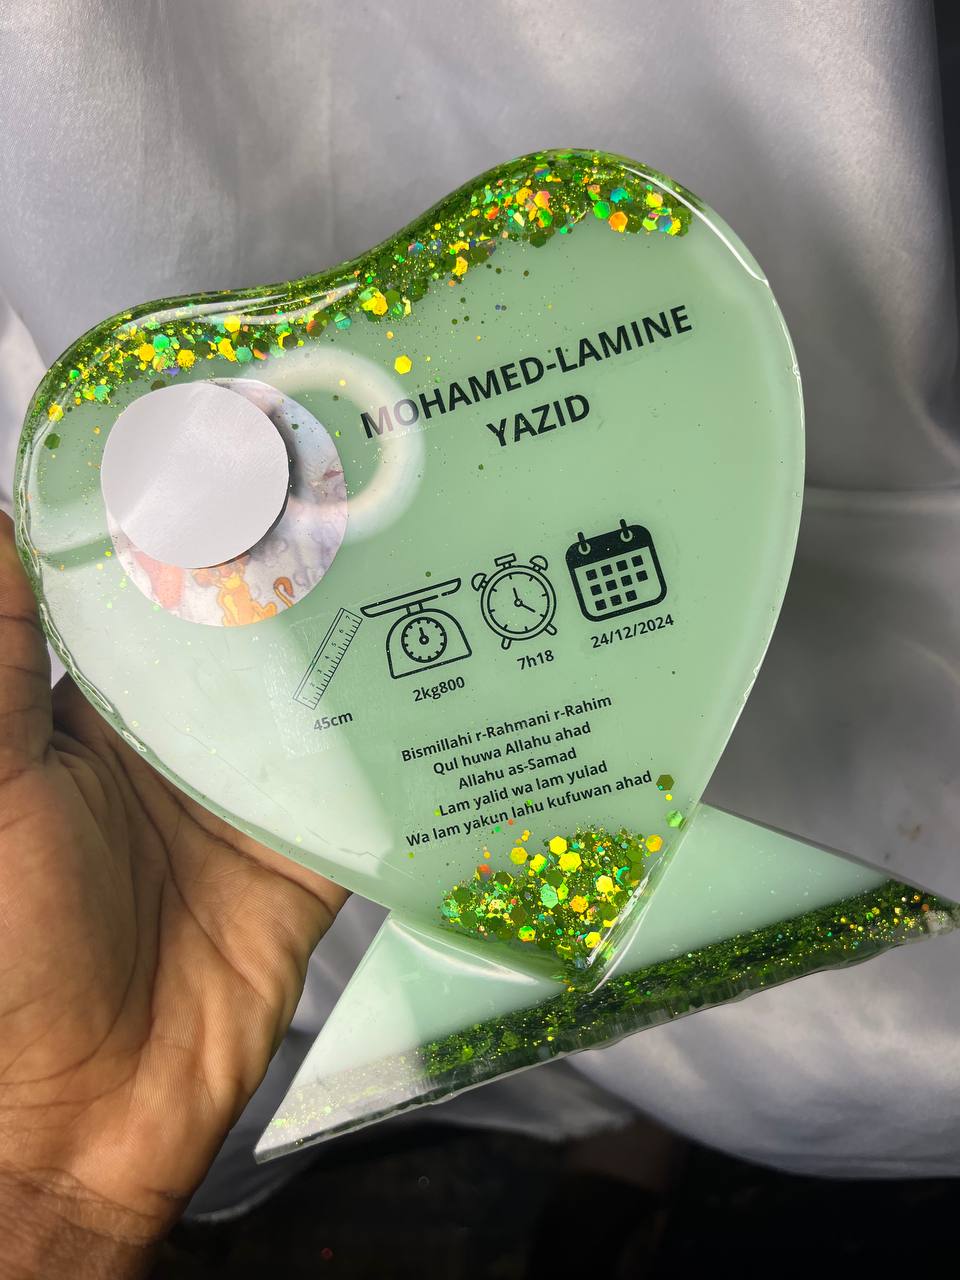 MOHAMED-LAMINE
YAZID
45cm
2kg800
7h18
24/12/2024
Bismillahi r-Rahmani r-Rahim
Qul huwa Allahu ahad
Allahu as-Samad
Lam yalid wa lam yulad
Wa lam yakun lahu kufuwan ahad